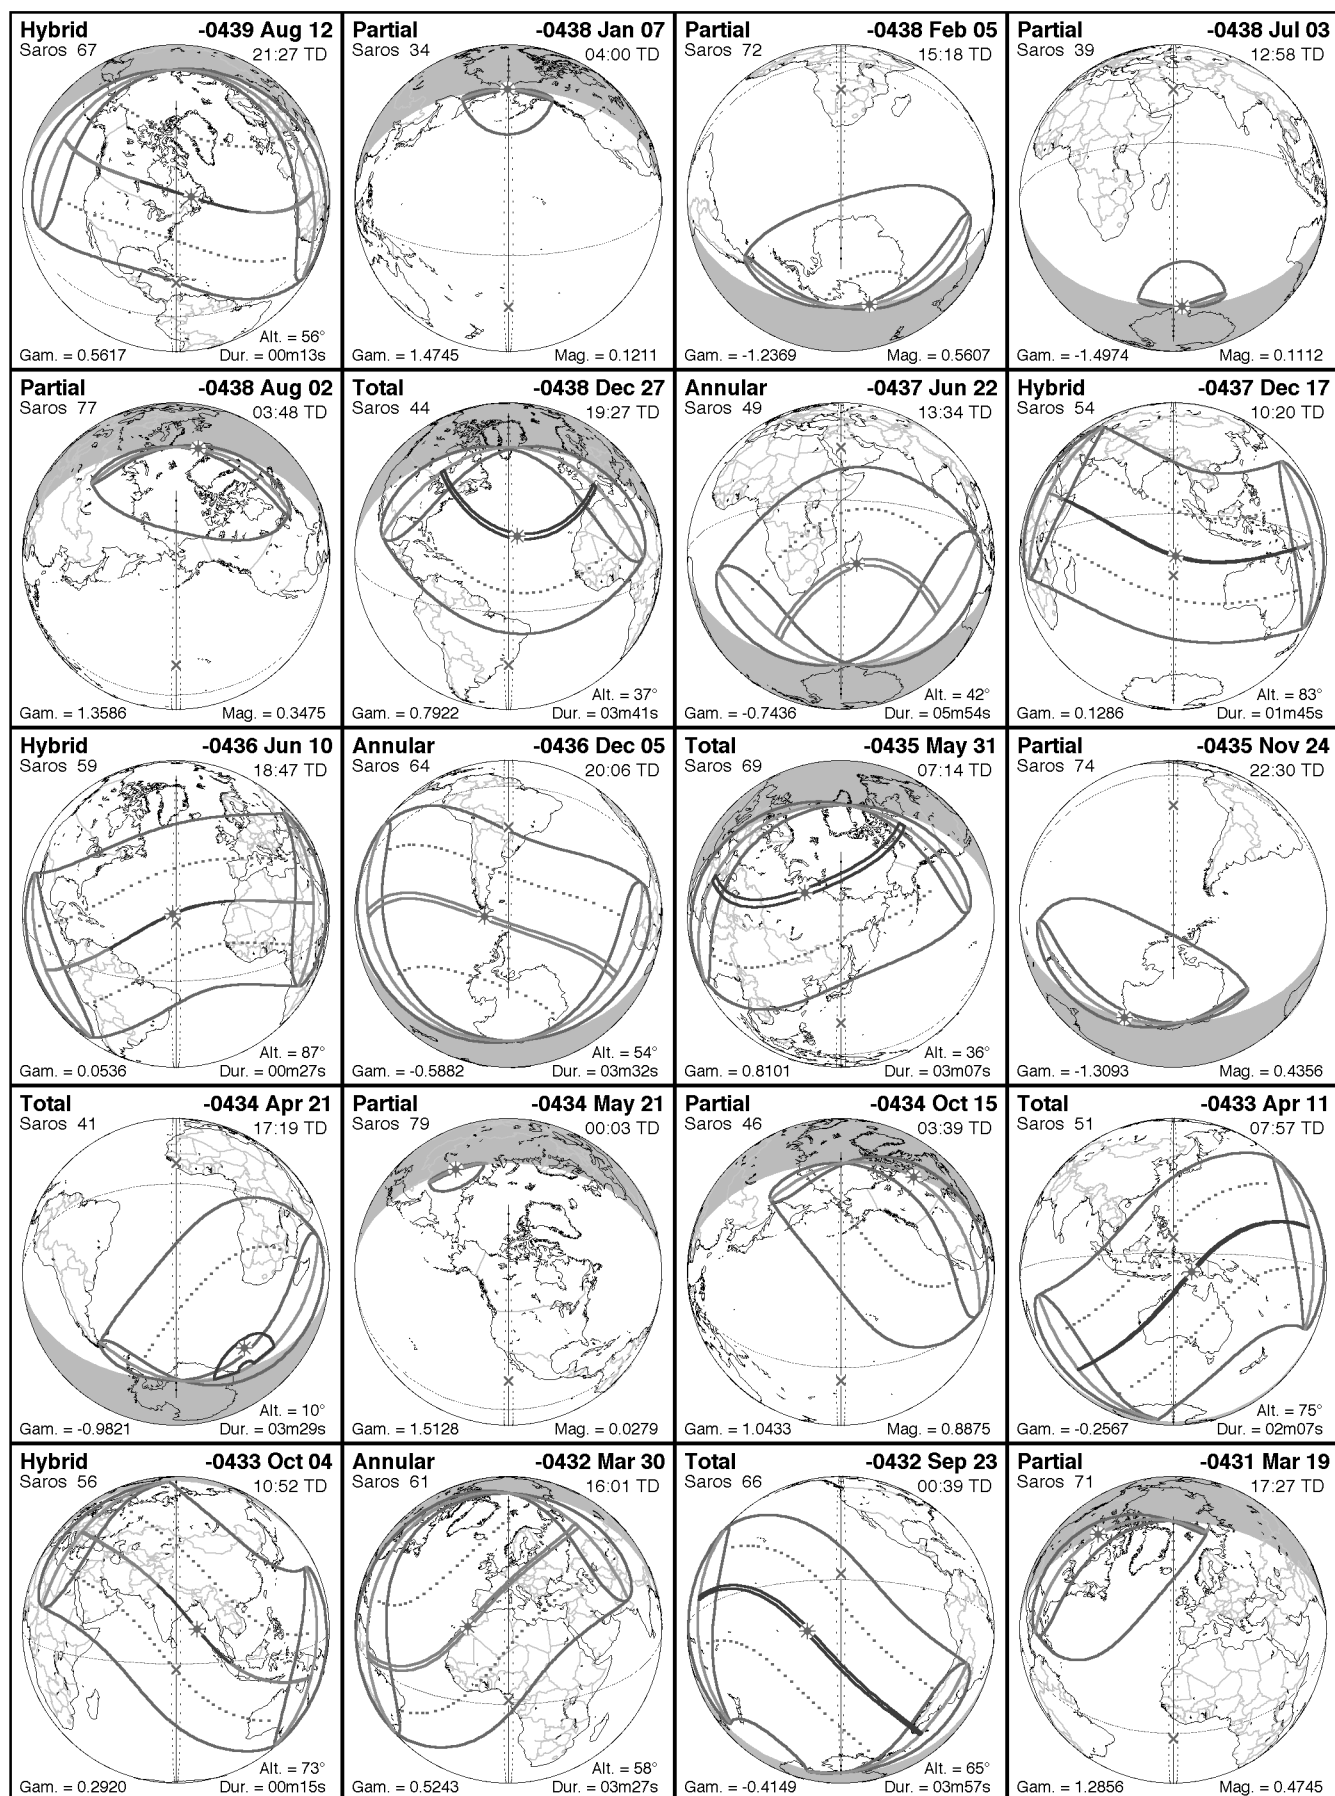 Hybrid -0439 Aug 12
Saros 67 21:27 TD
Alt. = 56°
Gam. = 0.5617 Dur. = 00m13s
Partial -0438 Jan 07
Saros 34 04:00 TD
Gam. = 1.4745 Mag. = 0.1211
Partial -0438 Feb 05
Saros 72 15:18 TD
Gam. = -1.2369 Mag. = 0.5607
Partial -0438 Jul 03
Saros 39 12:58 TD
Gam. = -1.4974 Mag. = 0.1112
Partial -0438 Aug 02
Saros 77 03:48 TD
Gam. = 1.3586 Mag. = 0.3475
Total -0438 Dec 27
Saros 44 19:27 TD
Alt. = 37°
Gam. = 0.7922 Dur. = 03m41s
Annular -0437 Jun 22
Saros 49 13:34 TD
Alt. = 42°
Gam. = -0.7436 Dur. = 05m54s
Hybrid -0437 Dec 17
Saros 54 10:20 TD
Alt. = 83°
Gam. = 0.1286 Dur. = 01m45s
Hybrid -0436 Jun 10
Saros 59 18:47 TD
Alt. = 87°
Gam. = 0.0536 Dur. = 00m27s
Annular -0436 Dec 05
Saros 64 20:06 TD
Alt. = 54°
Gam. = -0.5882 Dur. = 03m32s
Total -0435 May 31
Saros 69 07:14 TD
Alt. = 36°
Gam. = 0.8101 Dur. = 03m07s
Partial -0435 Nov 24
Saros 74 22:30 TD
Gam. = -1.3093 Mag. = 0.4356
Total -0434 Apr 21
Saros 41 17:19 TD
Alt. = 10°
Gam. = -0.9821 Dur. = 03m29s
Partial -0434 May 21
Saros 79 00:03 TD
Gam. = 1.5128 Mag. = 0.0279
Partial -0434 Oct 15
Saros 46 03:39 TD
Gam. = 1.0433 Mag. = 0.8875
Total -0433 Apr 11
Saros 51 07:57 TD
Alt. = 75°
Gam. = -0.2567 Dur. = 02m07s
Hybrid -0433 Oct 04
Saros 56 10:52 TD
Alt. = 73°
Gam. = 0.2920 Dur. = 00m15s
Annular -0432 Mar 30
Saros 61 16:01 TD
Alt. = 58°
Gam. = 0.5243 Dur. = 03m27s
Total -0432 Sep 23
Saros 66 00:39 TD
Alt. = 65°
Gam. = -0.4149 Dur. = 03m57s
Partial -0431 Mar 19
Saros 71 17:27 TD
Gam. = 1.2856 Mag. = 0.4745